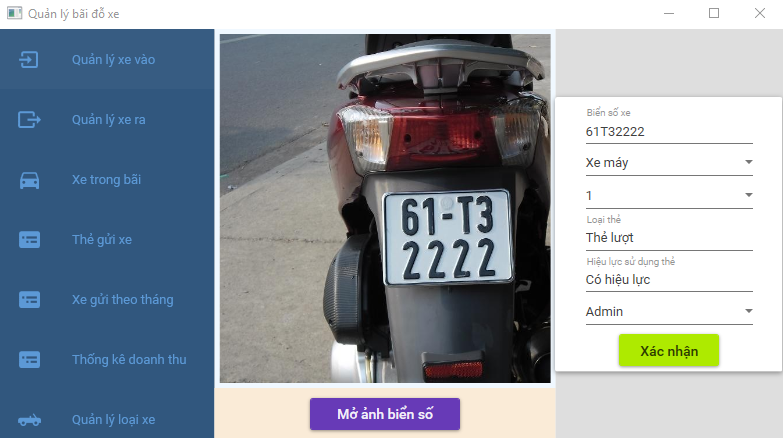 Quản lý bãi đỗ xe
Quản lý xe vào
Quản lý xe ra
Xe trong bãi
Thẻ gửi xe
Xe gửi theo tháng
Thống kê doanh thu
Quản lý loại xe
61-T3
2222
Mở ảnh biển số
Biển số xe
61T32222
Xe máy
1
Loại thẻ
Thẻ lượt
Hiệu lực sử dụng thẻ
Có hiệu lực
Admin
Xác nhận